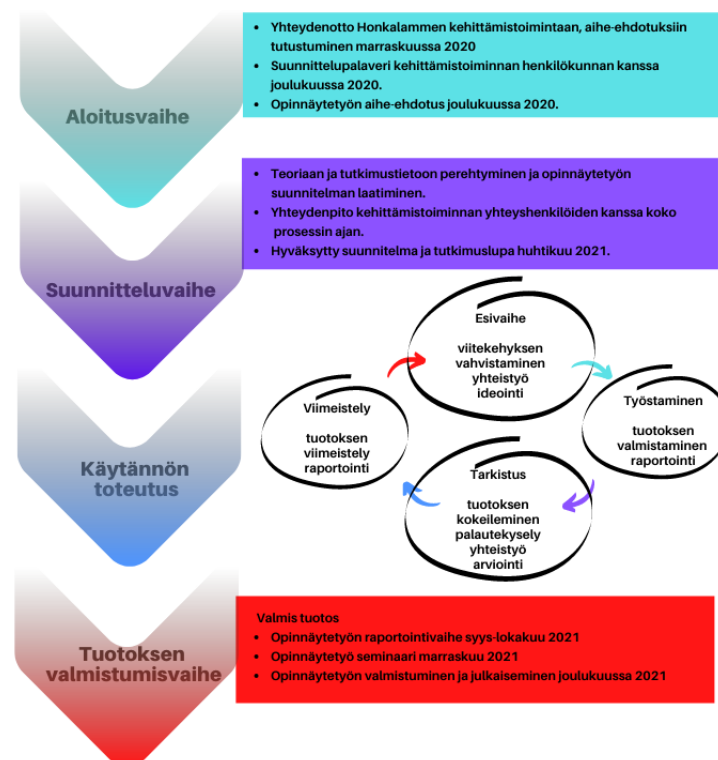 Aloitusvaihe
• Yhteydenotto Honkalammen kehittämistoimintaan, aihe-ehdotuksiin
tutustuminen marraskuussa 2020
• Suunnittelupalaveri kehittämistoiminnan henkilökunnan kanssa
joulukuussa 2020.
• Opinnäytetyön aihe-ehdotus joulukuussa 2020.
Suunnitteluvaihe
• Teoriaan ja tutkimustietoon perehtyminen ja opinnäytetyön
suunnitelman laatiminen.
• Yhteydenpito kehittämistoiminnan yhteyshenkilöiden kanssa koko
prosessin ajan.
• Hyväksytty suunnitelma ja tutkimuslupa huhtikuu 2021.
Käytännön
toteutus
Esivaihe
viitekehyksen
vahvistaminen
yhteistyö
ideointi
Työstaminen
tuotoksen
valmistaminen
raportointi
Tarkistus
tuotoksen
kokeileminen
palautekysely
yhteistyö
arviointi
Viimeistely
tuotoksen
viimeistely
raportointi
Tuotoksen
valmistumisvaihe
Valmis tuotos
• Opinnäytetyön raportointivaihe syys-lokakuu 2021
• Opinnäytetyö seminaari marraskuu 2021
• Opinnäytetyön valmistuminen ja julkaiseminen joulukuussa 2021